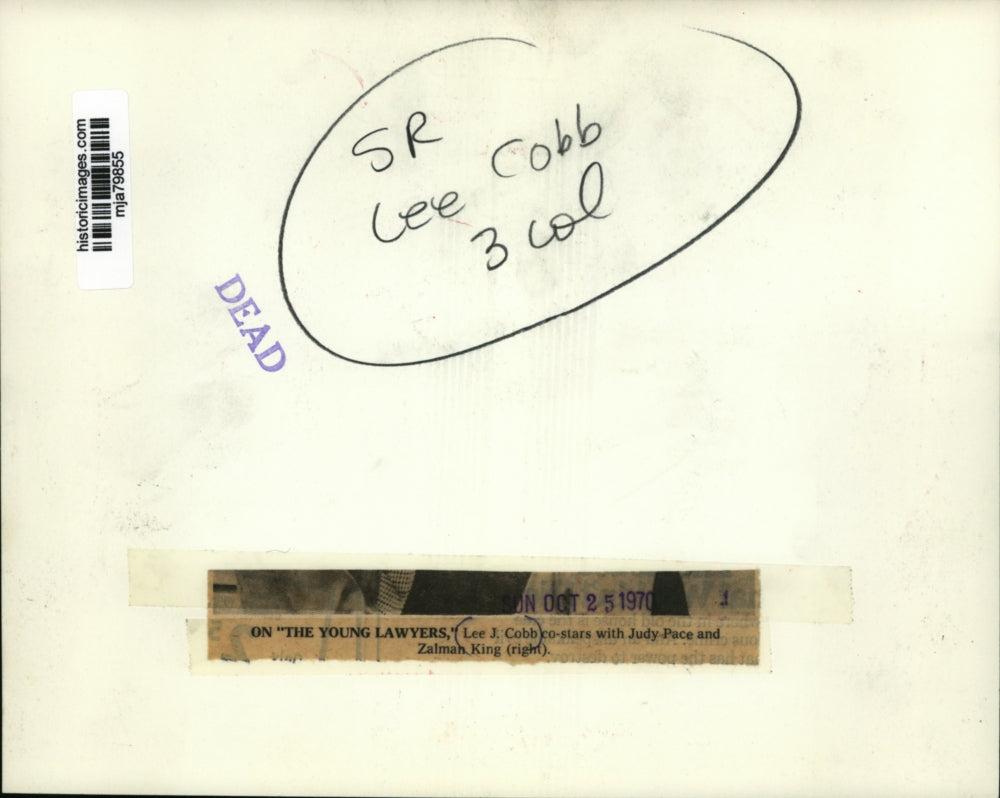 SR
Lee Cobb
3 col
historicimages.com
mja79855
DEAD
SUN OCT 25 1970
ON "THE YOUNG LAWYERS," Lee J. Cobb co-stars with Judy Pace and
Zalman King (right).